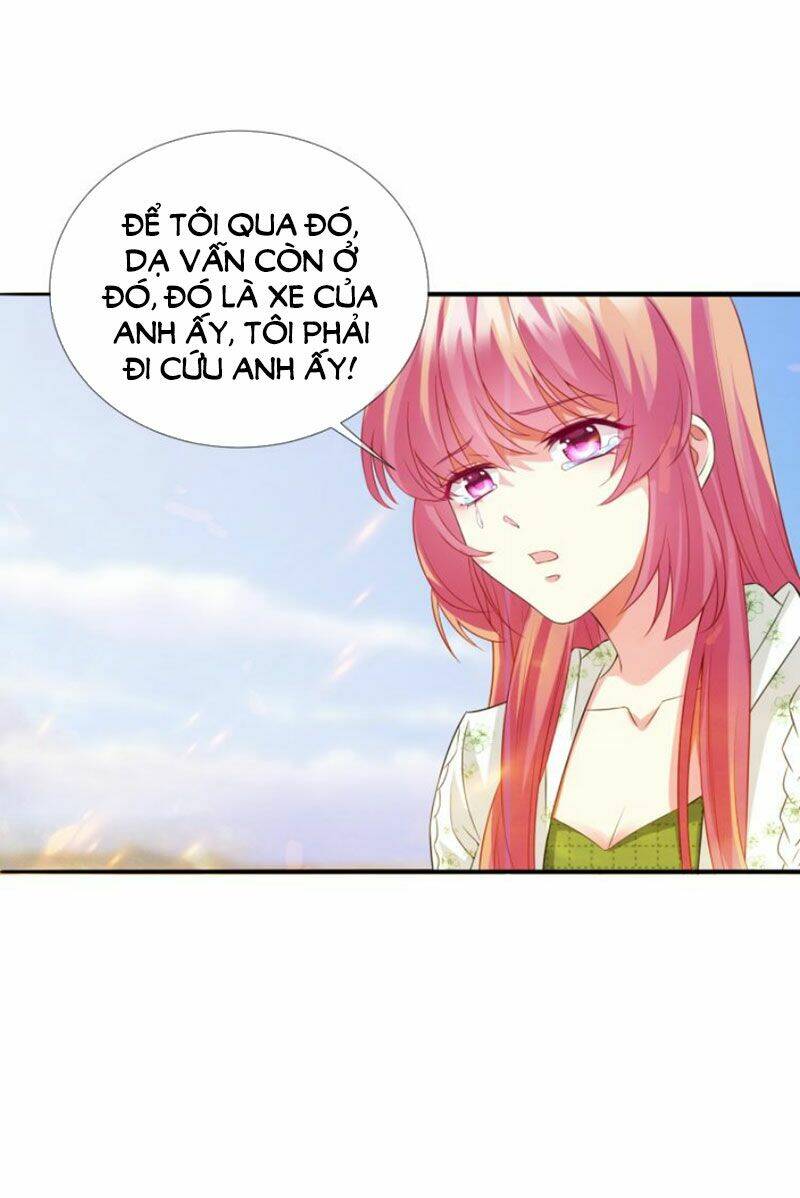 ĐỂ TÔI QUA ĐÓ,
DẠ VẪN CÒN Ở
ĐÓ, ĐÓ LÀ XE CỦA
ANH ẤY, TÔI PHẢI
ĐI CỨU ANH ẤY!